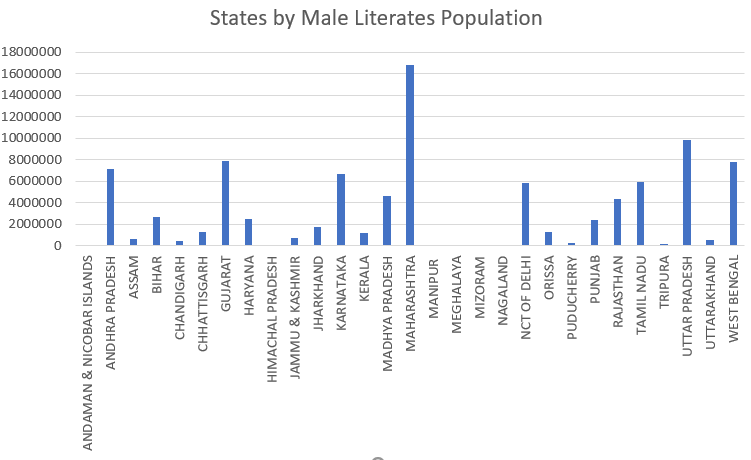 States by Male Literates Population
18000000
16000000
14000000
12000000
10000000
8000000
6000000
4000000
2000000
0
ANDAMAN & NICOBAR ISLANDS
ANDHRA PRADESH
ASSAM
BIHAR
CHANDIGARH
CHHATTISGARH
GUJARAT
HARYANA
HIMACHAL PRADESH
JAMMU & KASHMIR
JHARKHAND
KARNATAKA
KERALA
MADHYA PRADESH
MAHARASHTRA
MANIPUR
MEGHALAYA
MIZORAM
NAGALAND
NCT OF DELHI
ORISSA
PUDUCHERRY
PUNJAB
RAJASTHAN
TAMIL NADU
TRIPURA
UTTAR PRADESH
UTTARAKHAND
WEST BENGAL